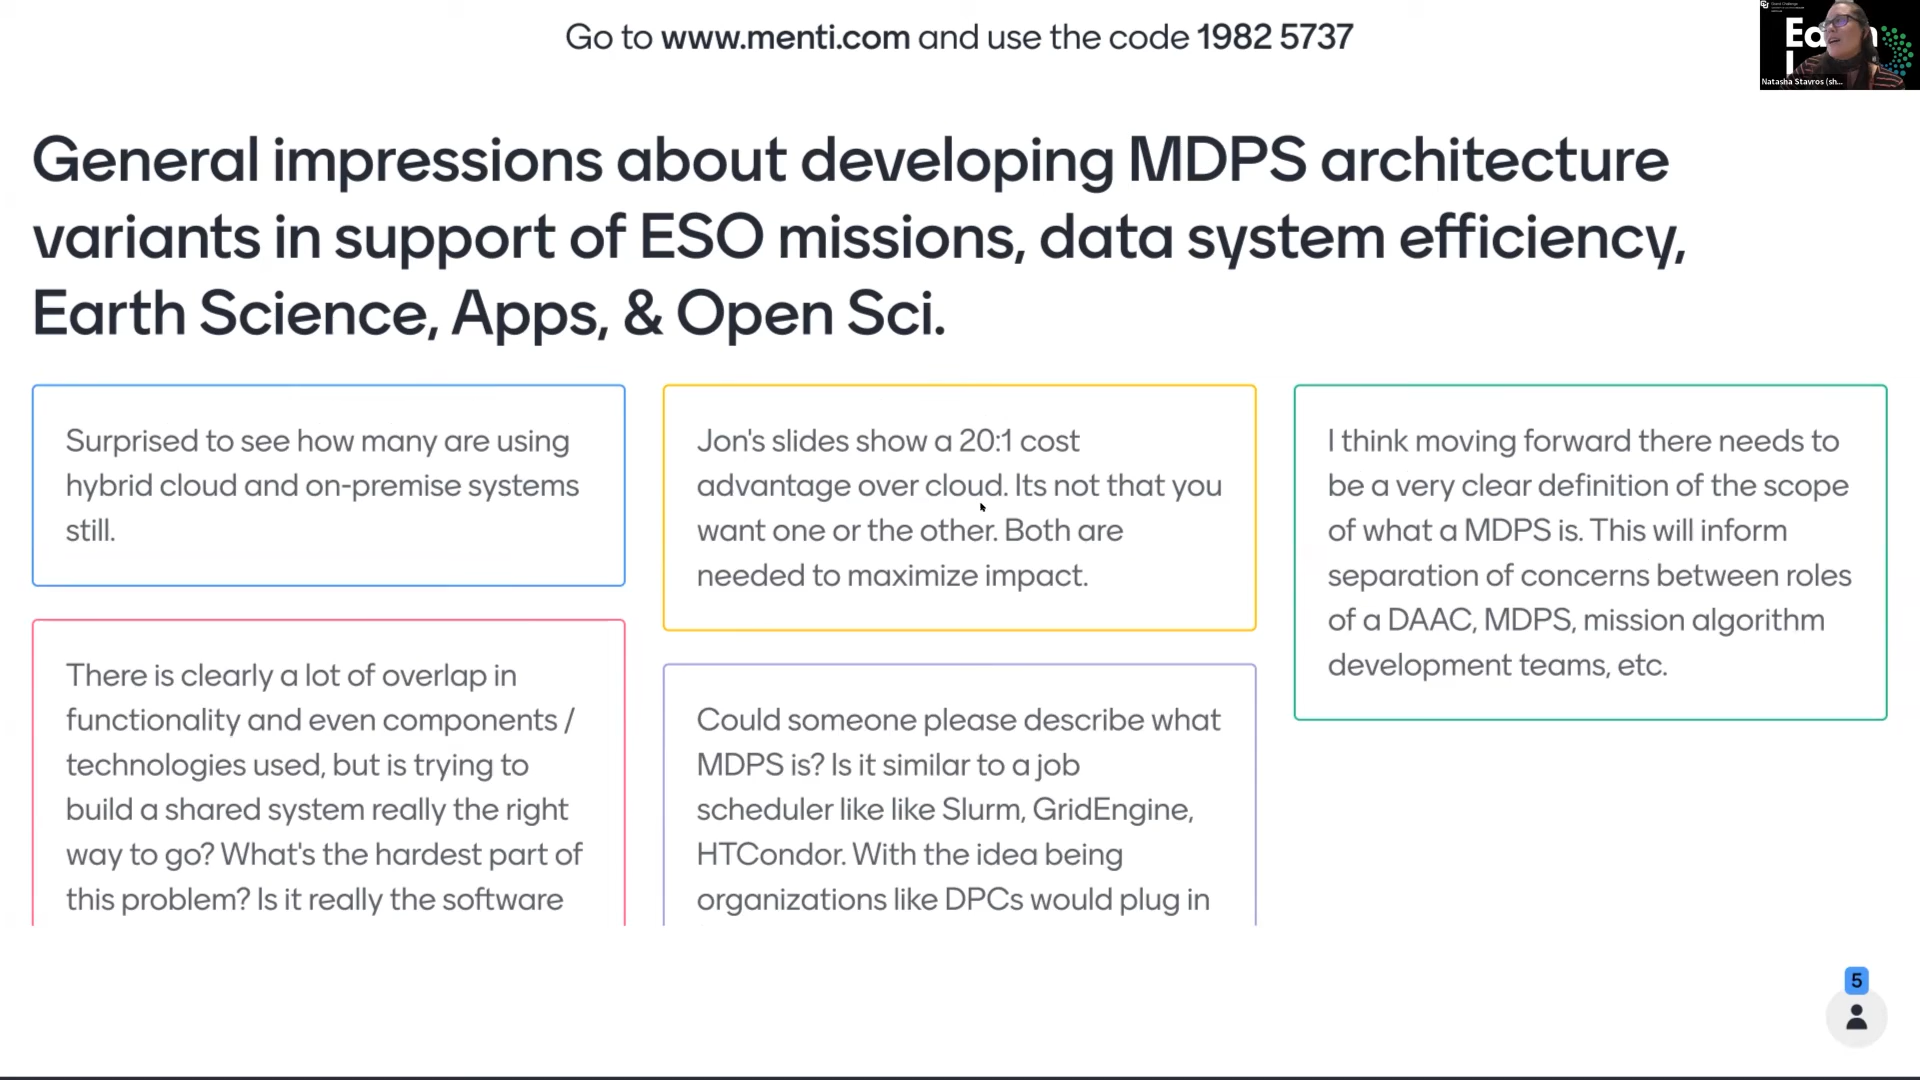 Go to www.menti.com and use the code 1982 5737
Natasha Stavros (sh...
General impressions about developing MDPS architecture
variants in support of ESO missions, data system efficiency,
Earth Science, Apps, & Open Sci.
Surprised to see how many are using
hybrid cloud and on-premise systems
still.
There is clearly a lot of overlap in
functionality and even components /
technologies used, but is trying to
build a shared system really the right
way to go? What's the hardest part of
this problem? Is it really the software
Jon's slides show a 20:1 cost
advantage over cloud. Its not that you
want one or the other. Both are
needed to maximize impact.
Could someone please describe what
MDPS is? Is it similar to a job
scheduler like like Slurm, GridEngine,
HTCondor. With the idea being
organizations like DPCs would plug in
I think moving forward there needs to
be a very clear definition of the scope
of what a MDPS is. This will inform
separation of concerns between roles
of a DAAC, MDPS, mission algorithm
development teams, etc.
5